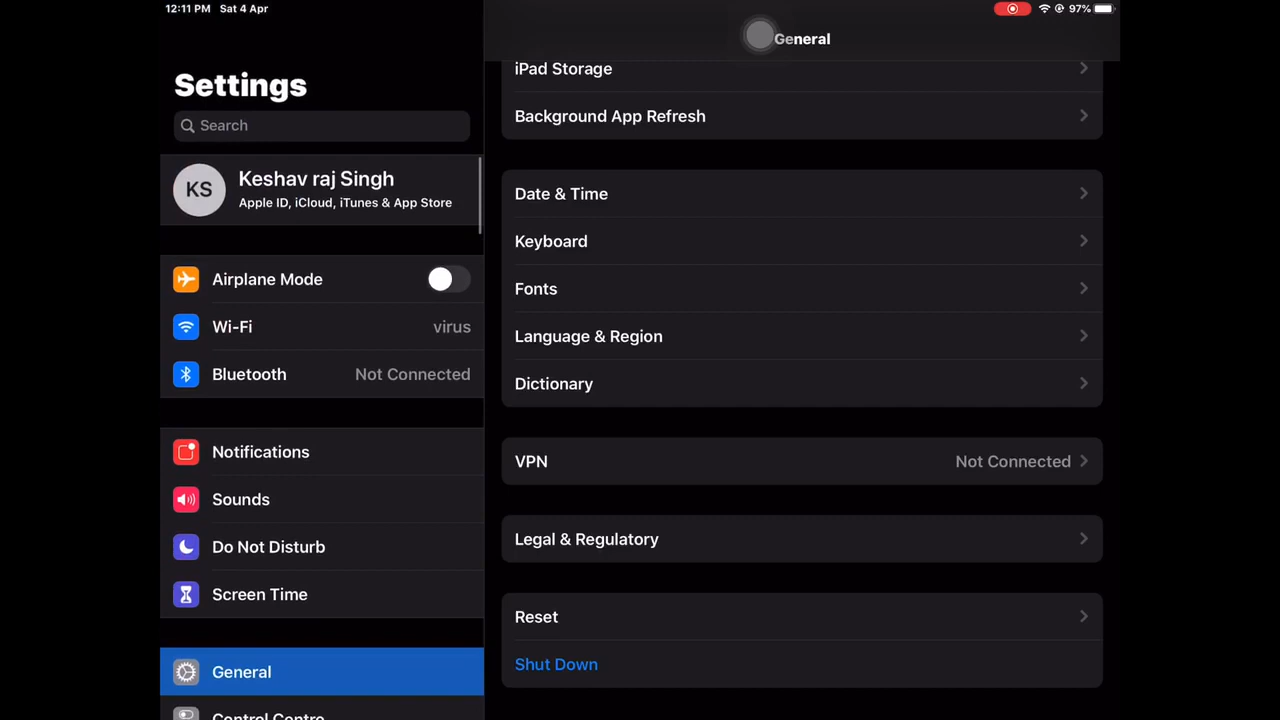 12:11 PM Sat 4 Apr
97%
Settings
Search
KS
Keshav raj Singh
Apple ID, iCloud, iTunes & App Store
Airplane Mode
Wi-Fi virus
Bluetooth Not Connected
Notifications
Sounds
Do Not Disturb
Screen Time
General
Control Centre
General
iPad Storage
Background App Refresh
Date & Time
Keyboard
Fonts
Language & Region
Dictionary
VPN Not Connected
Legal & Regulatory
Reset
Shut Down